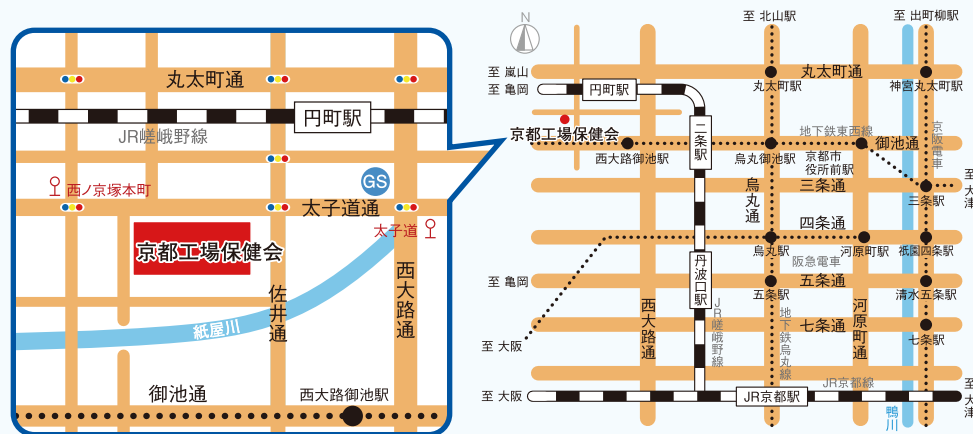 丸太町通
円町駅
JR嵯峨野線
GS
西ノ京塚本町
太子道通
太子道
京都工場保健会
佐井通
西大路通
紙屋川
御池通
西大路御池駅
N
至 北山駅
至 出町柳駅
至 嵐山
丸太町通
至 亀岡
円町駅
丸太町駅
神宮丸太町駅
京都工場保健会
二条駅
地下鉄東西線
御池通
京阪電車
西大路御池駅
烏丸御池駅
京都市
役所前駅
三条通
三条駅
至 大津
烏丸通
四条通
烏丸駅
河原町駅
祇園四条駅
阪急電車
丹波口駅
至 亀岡
五条通
五条駅
清水五条駅
西大路通
JR嵯峨野線
地下鉄烏丸線
七条通
河原町通
七条駅
至 大阪
JR京都線
至 大阪
JR京都駅
鴨川
至 大津